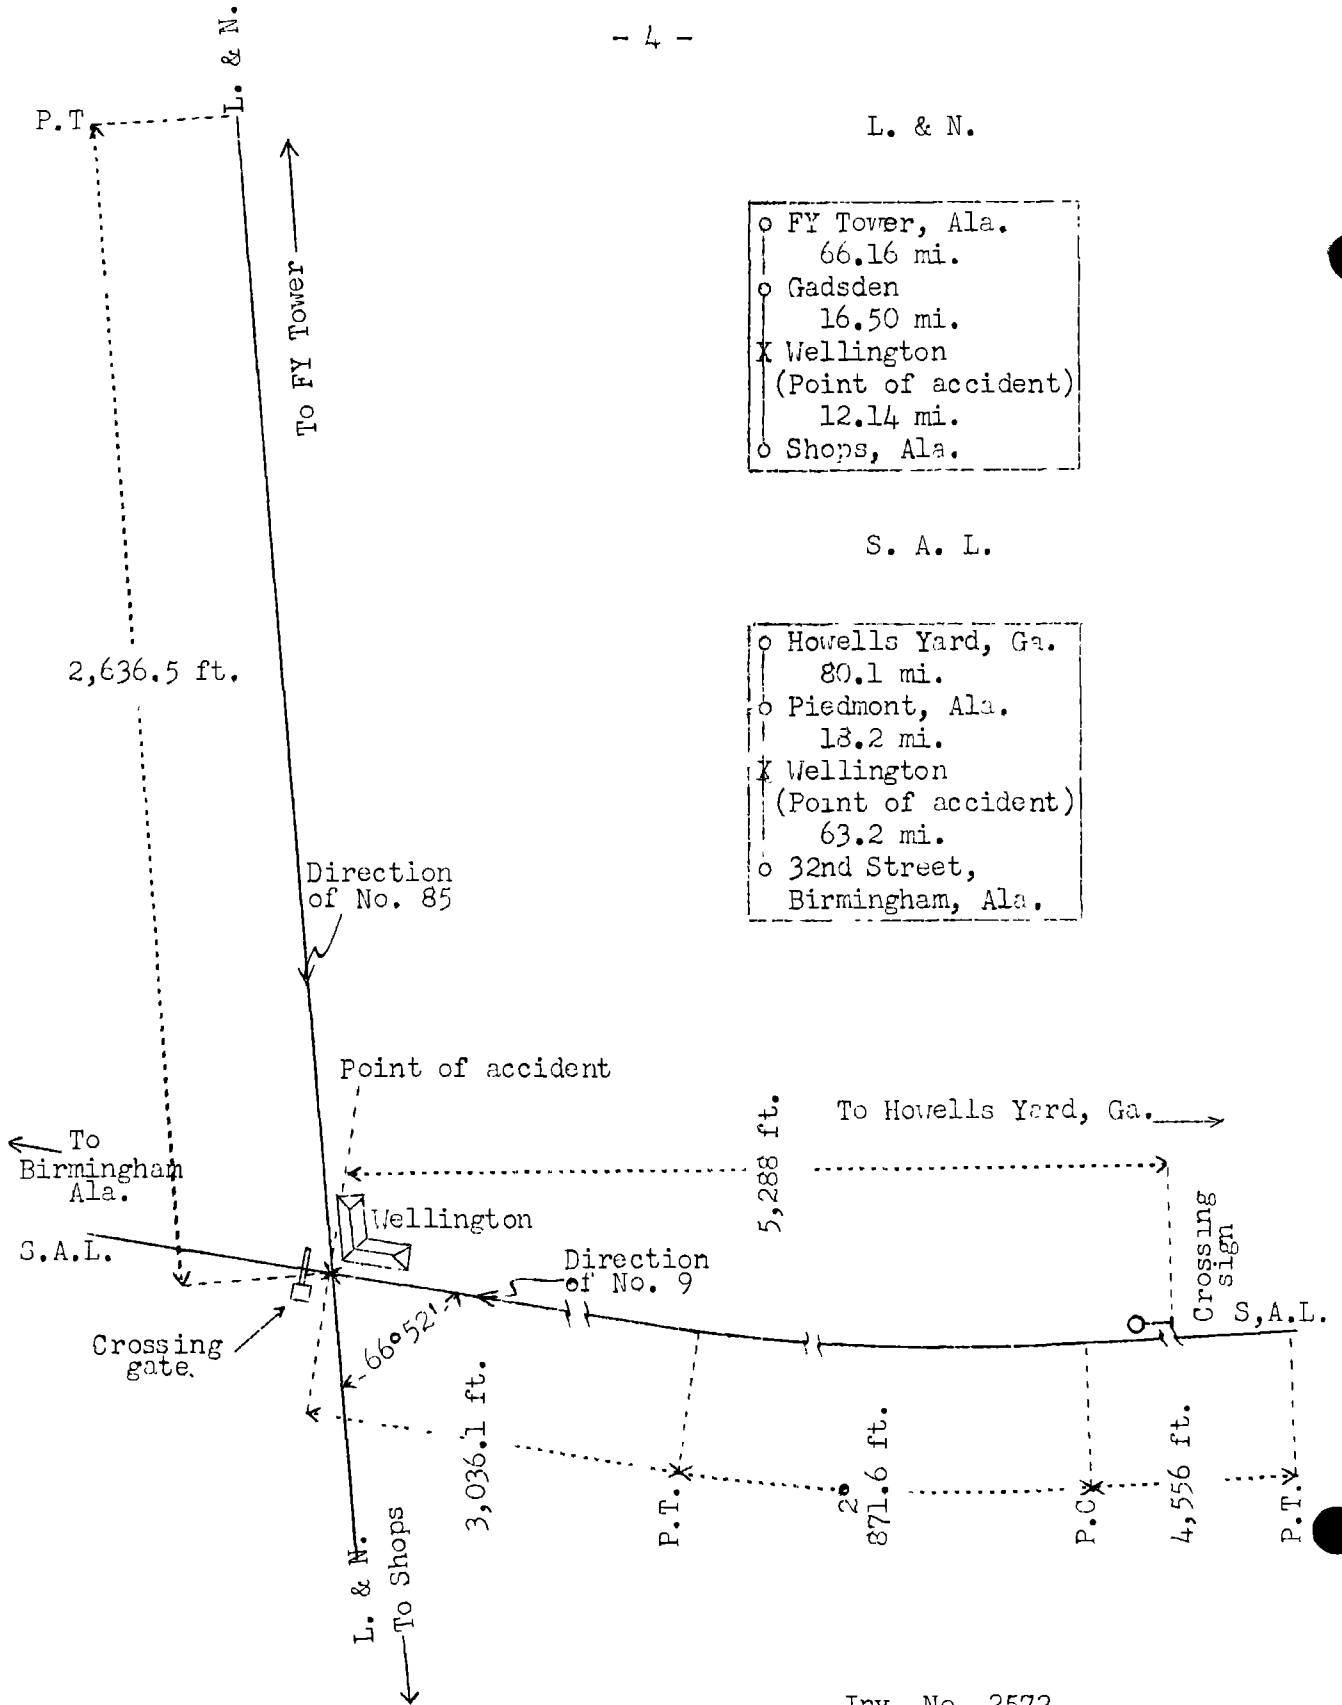 - 4 -
L. & N.
P.T.
L. & N.
FY Tower, Ala.
66.16 mi.
Gadsden
16.50 mi.
X Wellington
(Point of accident)
12.14 mi.
Shops, Ala.
To FY Tower
S. A. L.
Howells Yard, Ga.
80.1 mi.
Piedmont, Ala.
18.2 mi.
X Wellington
(Point of accident)
63.2 mi.
32nd Street,
Birmingham, Ala.
2,636.5 ft.
Direction
of No. 85
Point of accident
To Howells Yard, Ga.
5,288 ft.
To
Birmingham
Ala.
Wellington
S.A.L.
Direction
of No. 9
Crossing
sign
S,A.L.
Crossing
gate.
66°52'
3,036.1 ft.
P.T.
2°
871.6 ft.
P.C
4,556 ft.
P.T.
L. & N.
To Shops
Inv. No. 2572